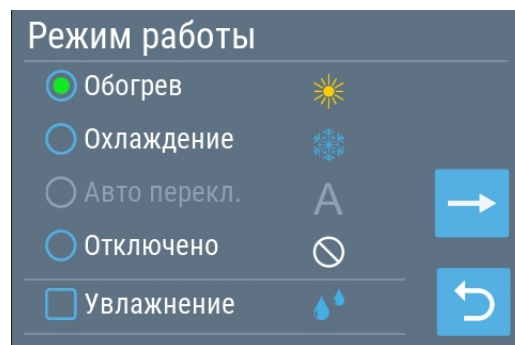 Режим работы
Обогрев
Охлаждение
Авто перекл. A
Отключено
Увлажнение